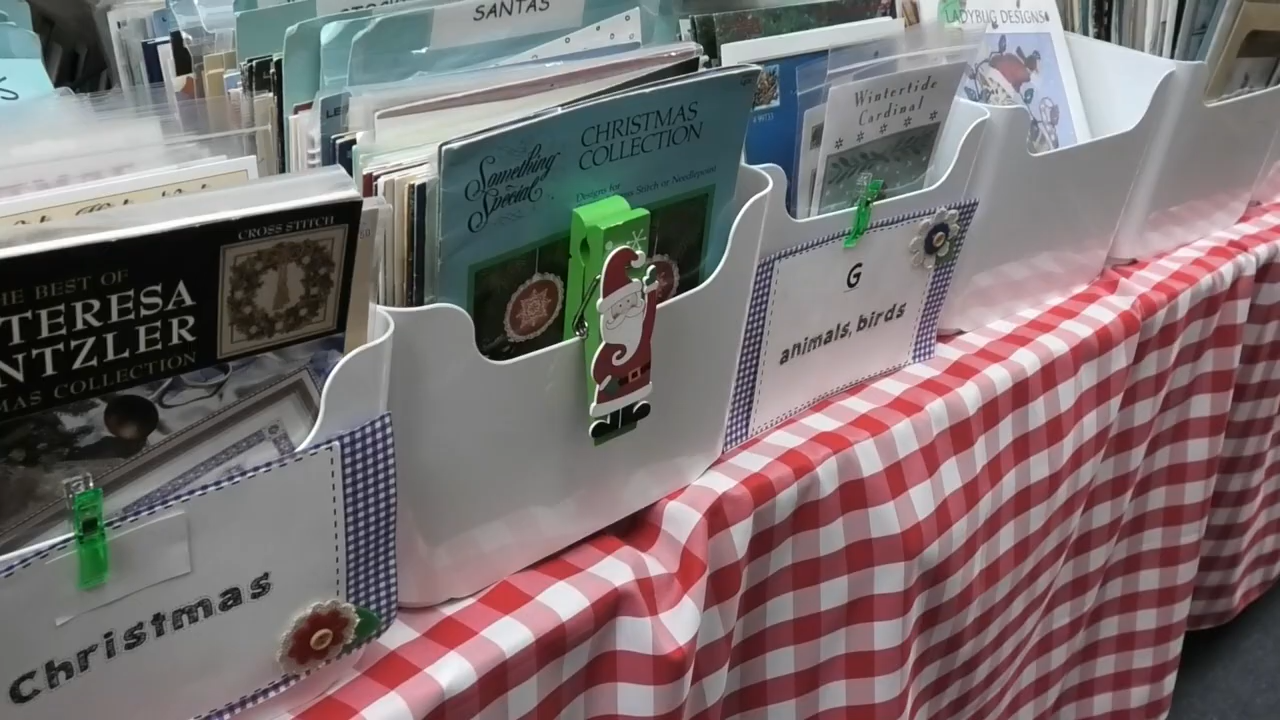 SANTAS
LADYBUG DESIGNS
Something
Special
CHRISTMAS
COLLECTION
Designs for
Cross Stitch or Needlepoint
Wintertide
Cardinal
CROSS STITCH
THE BEST OF
TERESA
NTZLER
MAS COLLECTION
G
animals, birds
Christmas